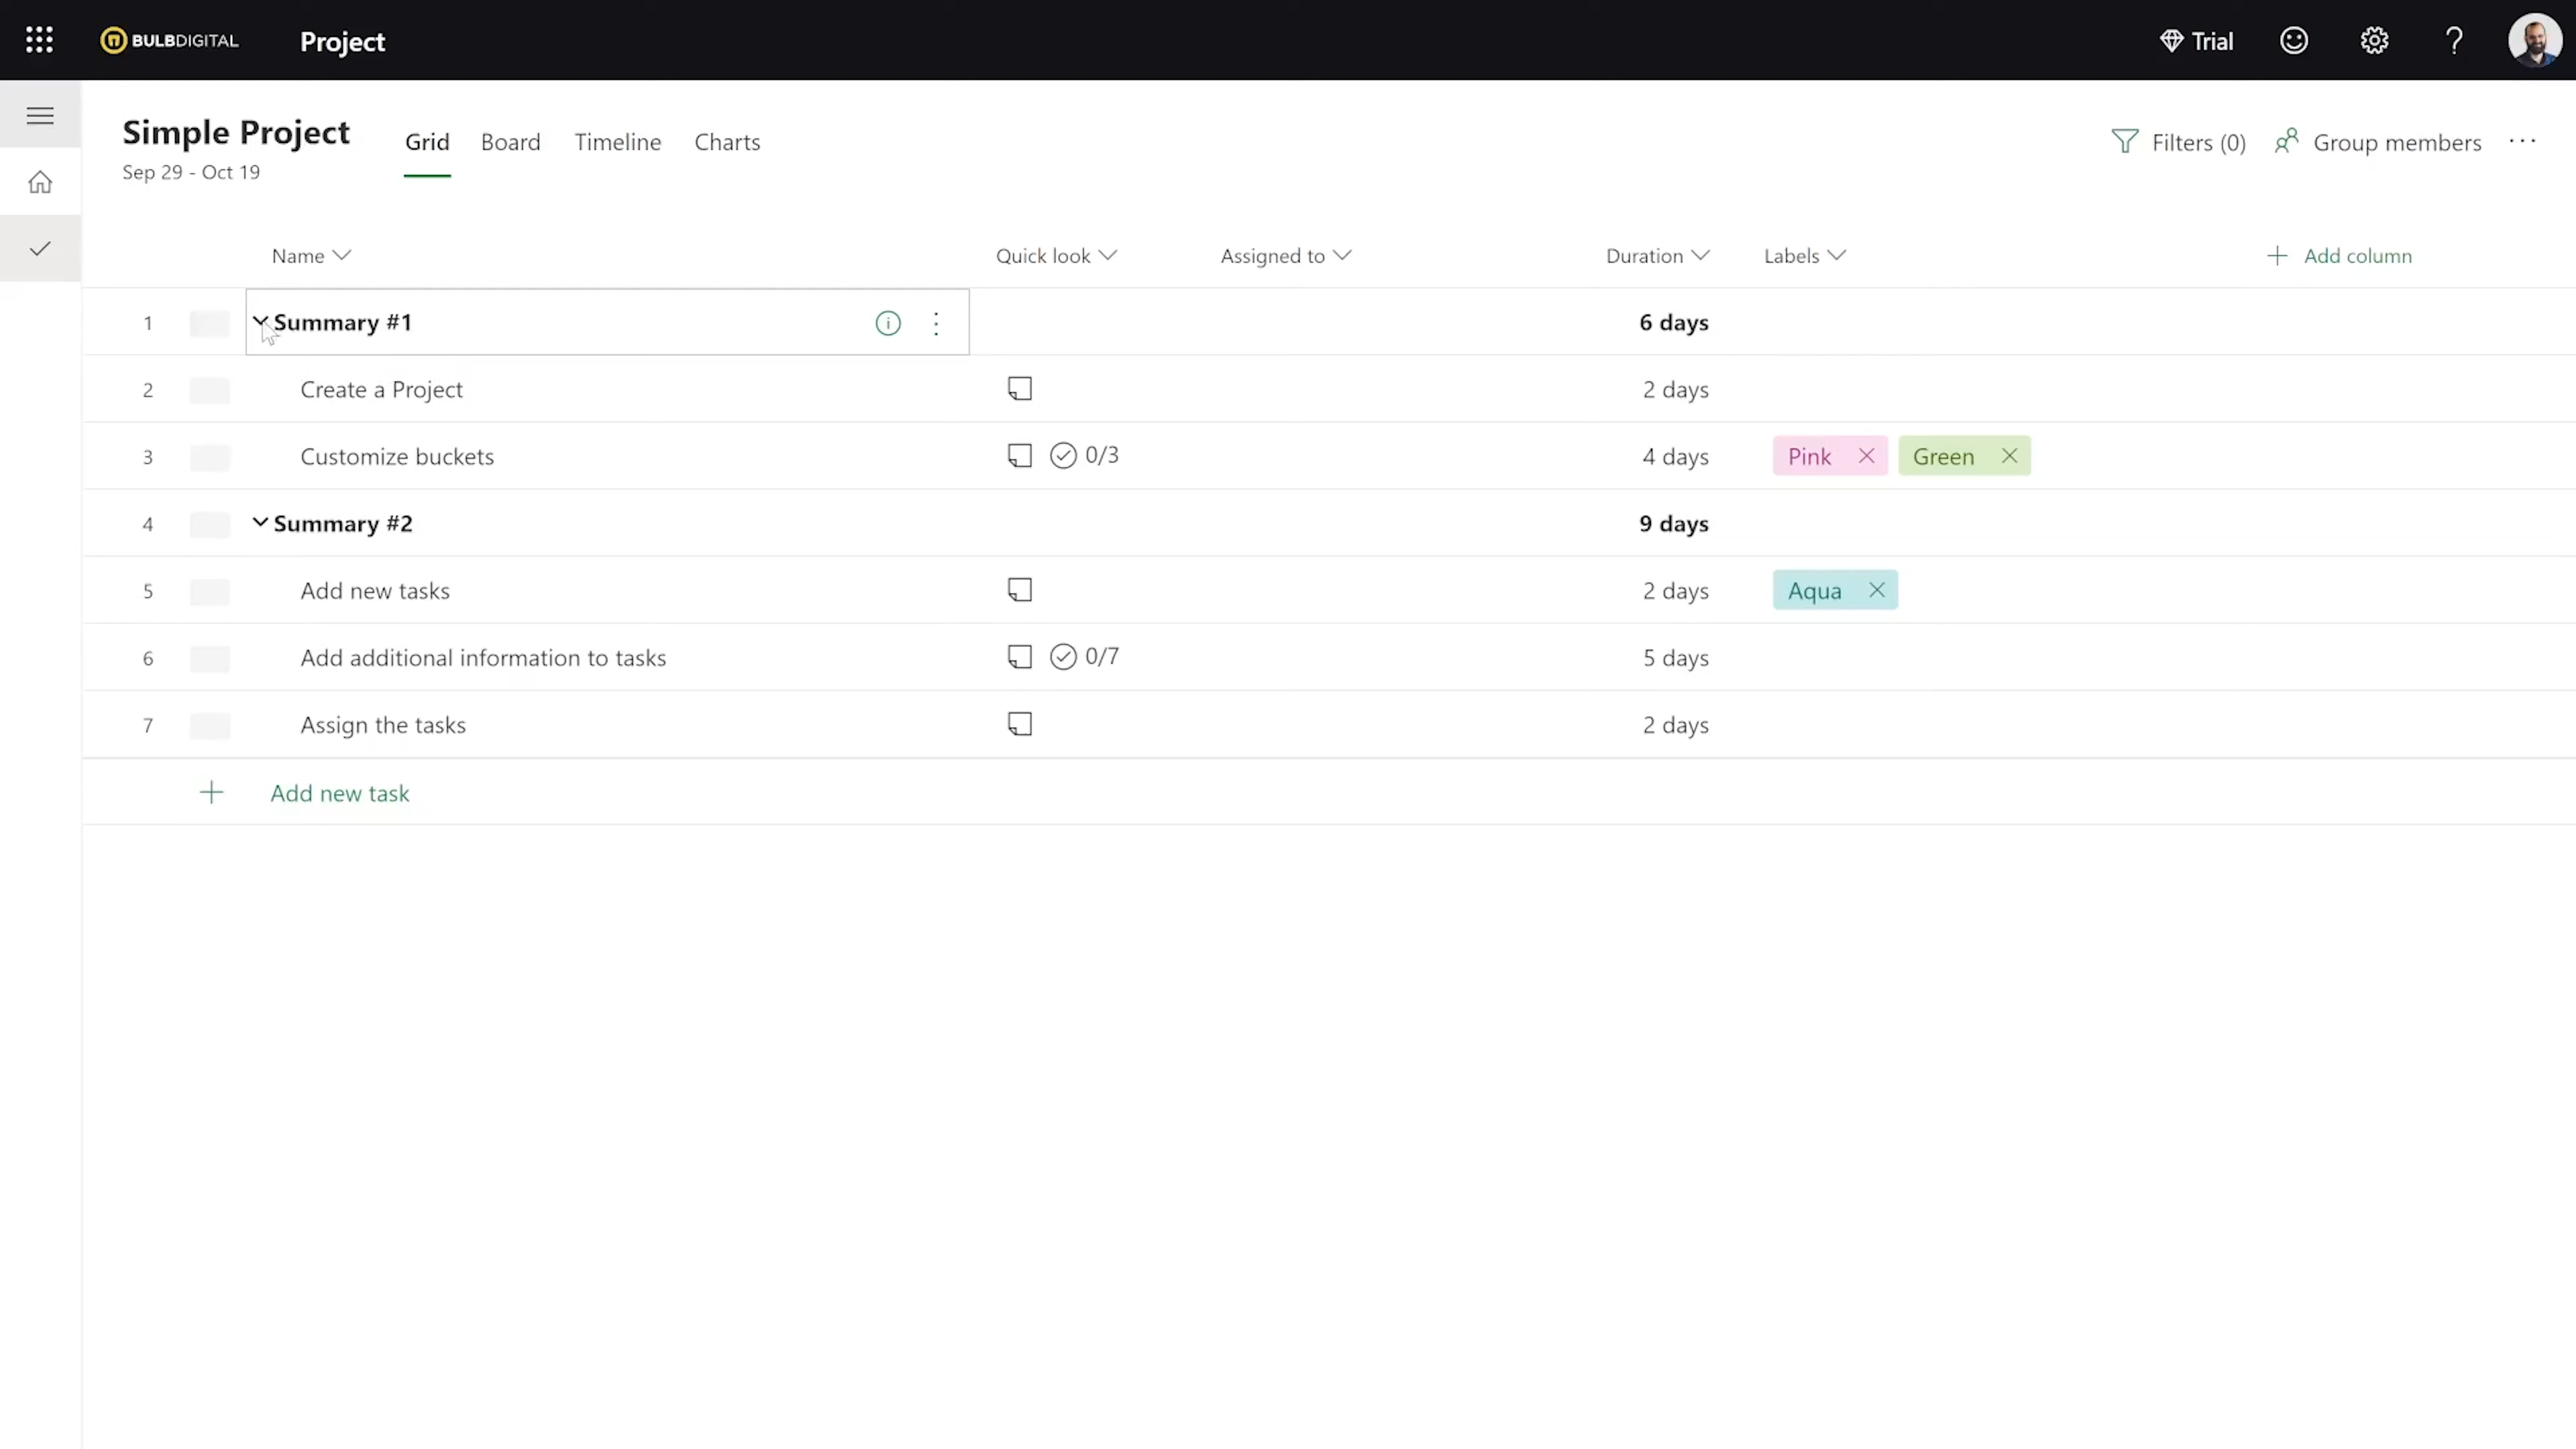 BULBDIGITAL
Project
Trial
Simple Project
Sep 29 - Oct 19
Grid
Board
Timeline
Charts
Filters (0)
Group members
Name
Quick look
Assigned to
Duration
Labels
Add column
1 Summary #1 6 days
2 Create a Project 2 days
3 Customize buckets 0/3 4 days Pink Green
4 Summary #2 9 days
5 Add new tasks 2 days Aqua
6 Add additional information to tasks 0/7 5 days
7 Assign the tasks 2 days
Add new task